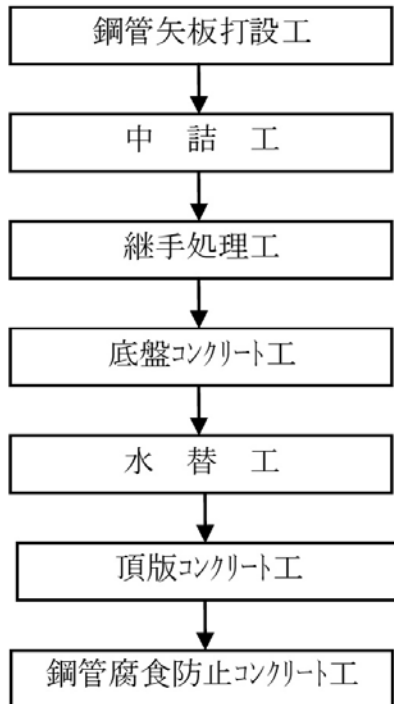 鋼管矢板打設工
中　詰　工
継手処理工
底盤ｺﾝｸﾘｰﾄ工
水　替　工
頂版ｺﾝｸﾘｰﾄ工
鋼管腐食防止ｺﾝｸﾘｰﾄ工